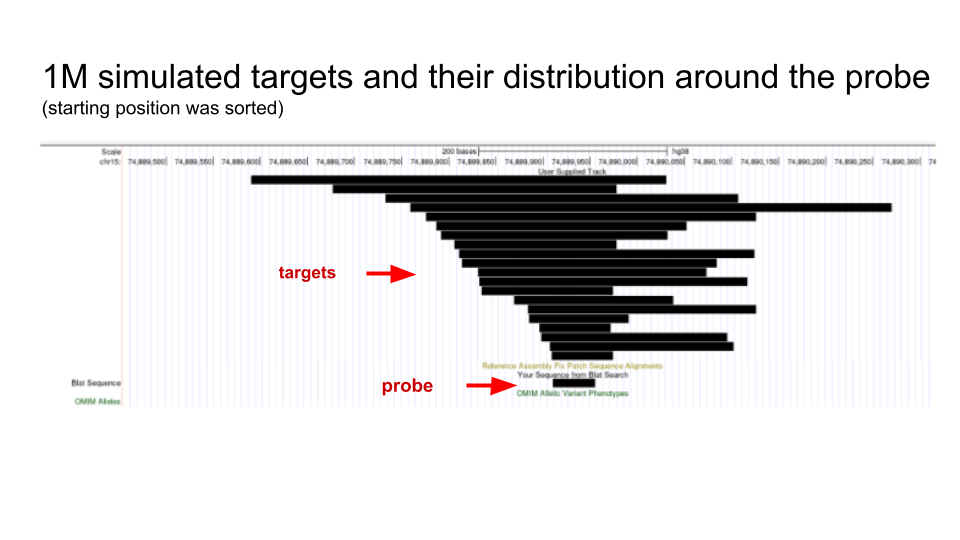 1M simulated targets and their distribution around the probe
(starting position was sorted)
Scale 200 bases hg38
chr15: 74,889,500| 74,889,550| 74,889,600| 74,889,650| 74,889,700| 74,889,750| 74,889,800| 74,889,850| 74,889,900| 74,889,950| 74,890,000| 74,890,050| 74,890,100| 74,890,150| 74,890,200| 74,890,250| 74,890,300| 74
User Supplied Track
targets
Reference Assembly Fix Patch Sequence Alignments
Your Sequence from Blat Search
Blat Sequence
probe
OMIM Allelic Variant Phenotypes
OMIM Alleles